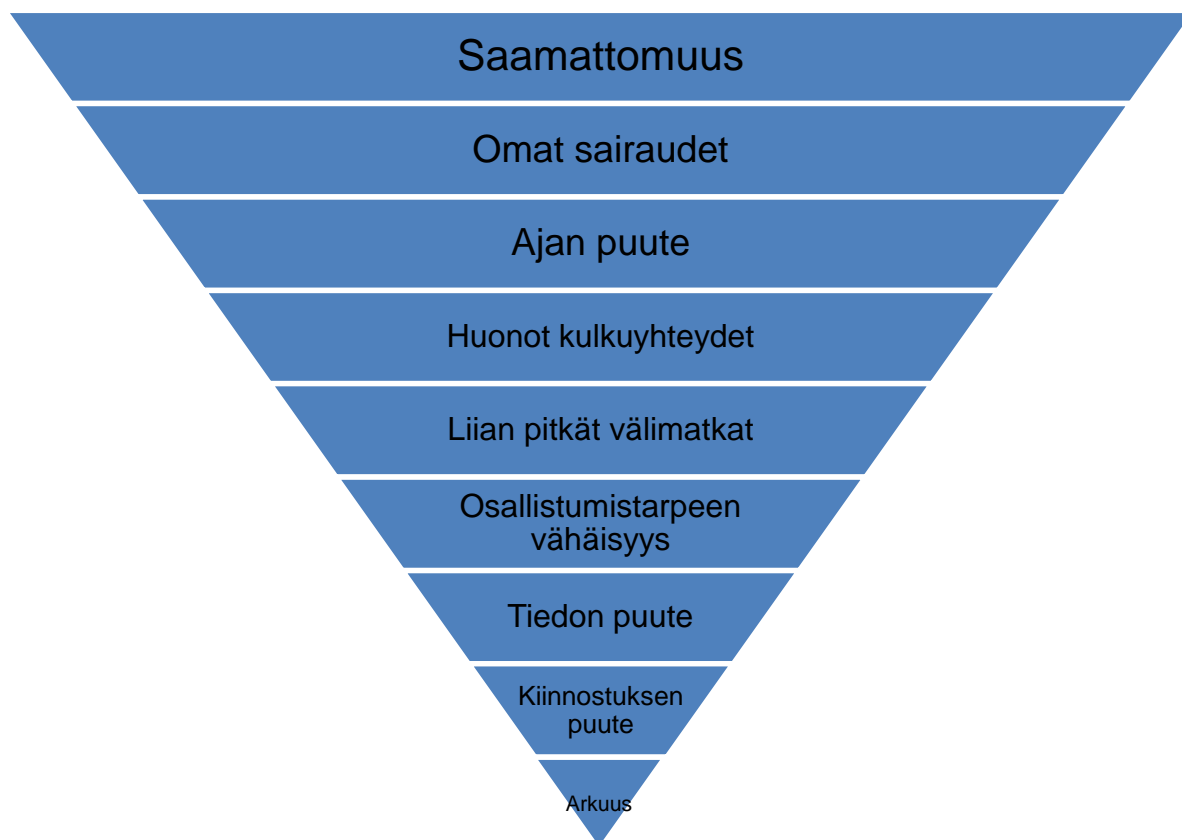 Saamattomuus
Omat sairaudet
Ajan puute
Huonot kulkuyhteydet
Liian pitkät välimatkat
Osallistumistarpeen
vähäisyys
Tiedon puute
Kiinnostuksen
puute
Arkuus